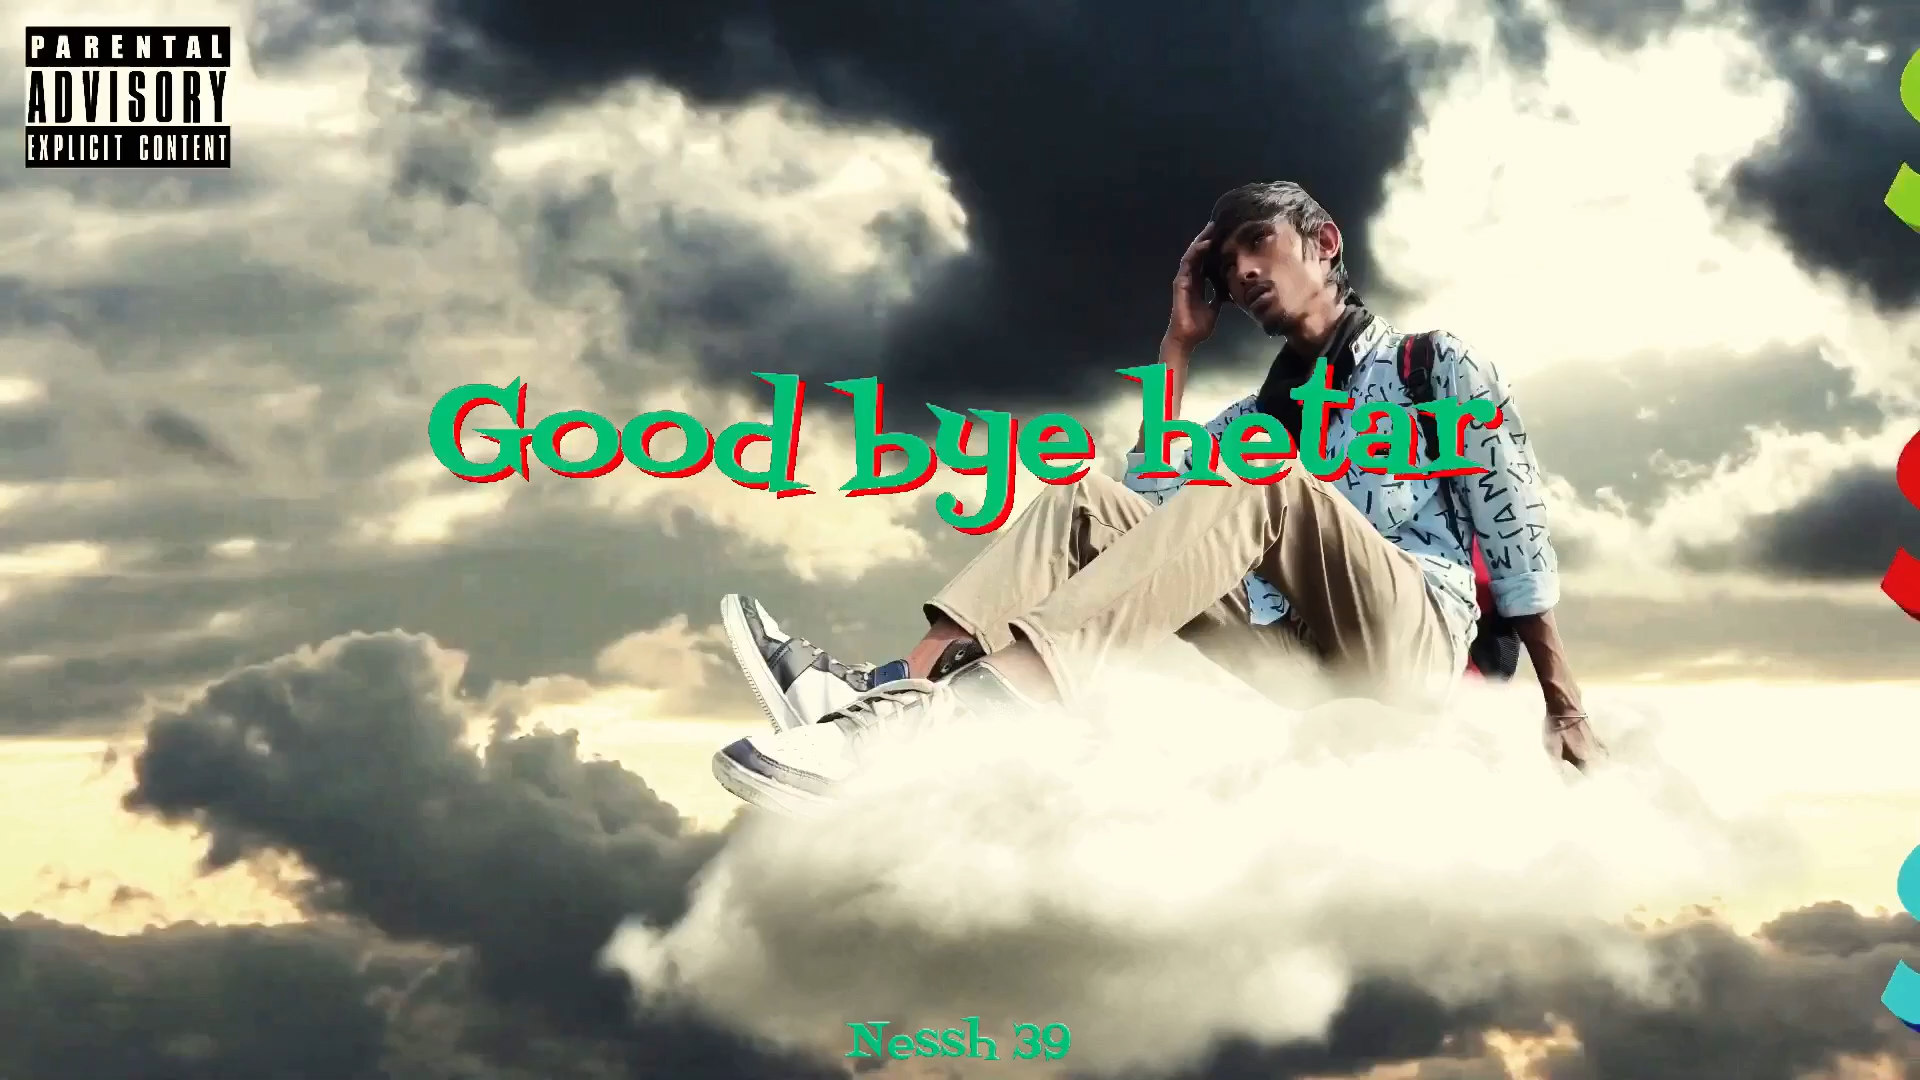 PARENTAL
ADVISORY
EXPLICIT CONTENT
Good bye hetar
Nessh 39